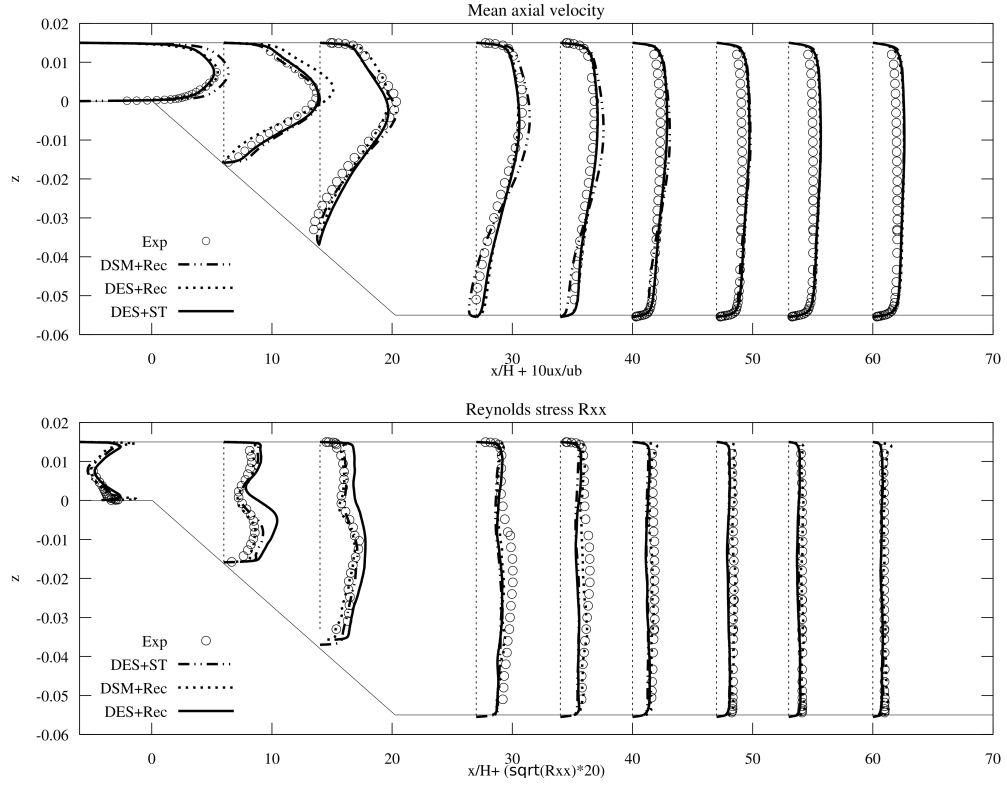 Mean axial velocity
0.02
0.01
0
-0.01
-0.02
-0.03
-0.04
-0.05
-0.06
z
Exp
DSM+Rec
DES+Rec
DES+ST
0 10 20 30 40 50 60 70
x/H + 10ux/ub
Reynolds stress Rxx
0.02
0.01
0
-0.01
-0.02
-0.03
-0.04
-0.05
-0.06
z
Exp
DES+ST
DSM+Rec
DES+Rec
0 10 20 30 40 50 60 70
x/H+ (sqrt(Rxx)*20)